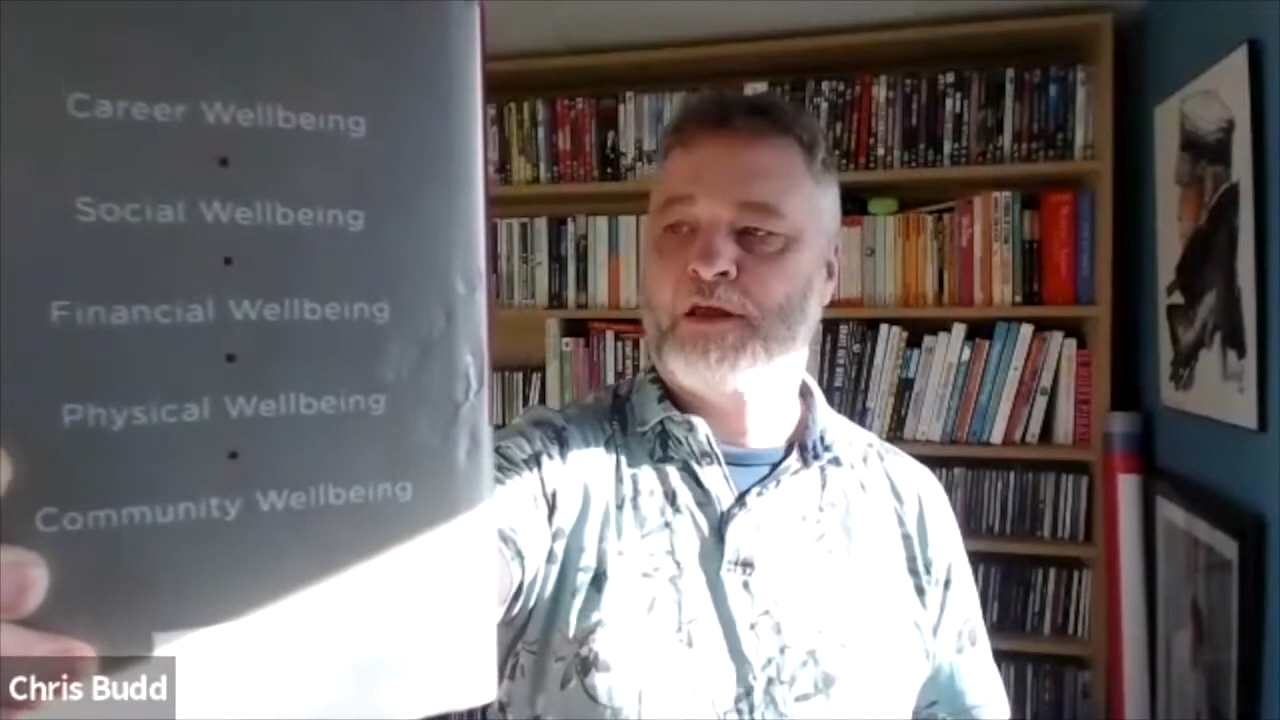 Career Wellbeing
•
Social Wellbeing
•
Financial Wellbeing
•
Physical Wellbeing
•
Community Wellbeing
Chris Budd